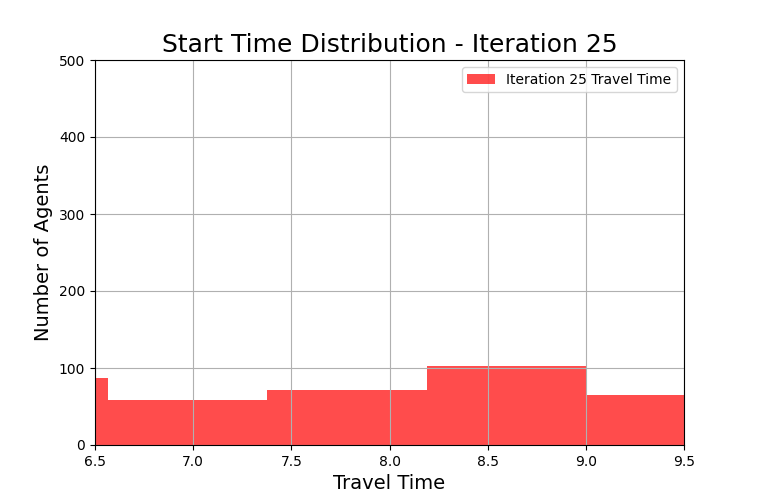 Start Time Distribution - Iteration 25
Iteration 25 Travel Time
Number of Agents
500
400
300
200
100
0
6.5 7.0 7.5 8.0 8.5 9.0 9.5
Travel Time